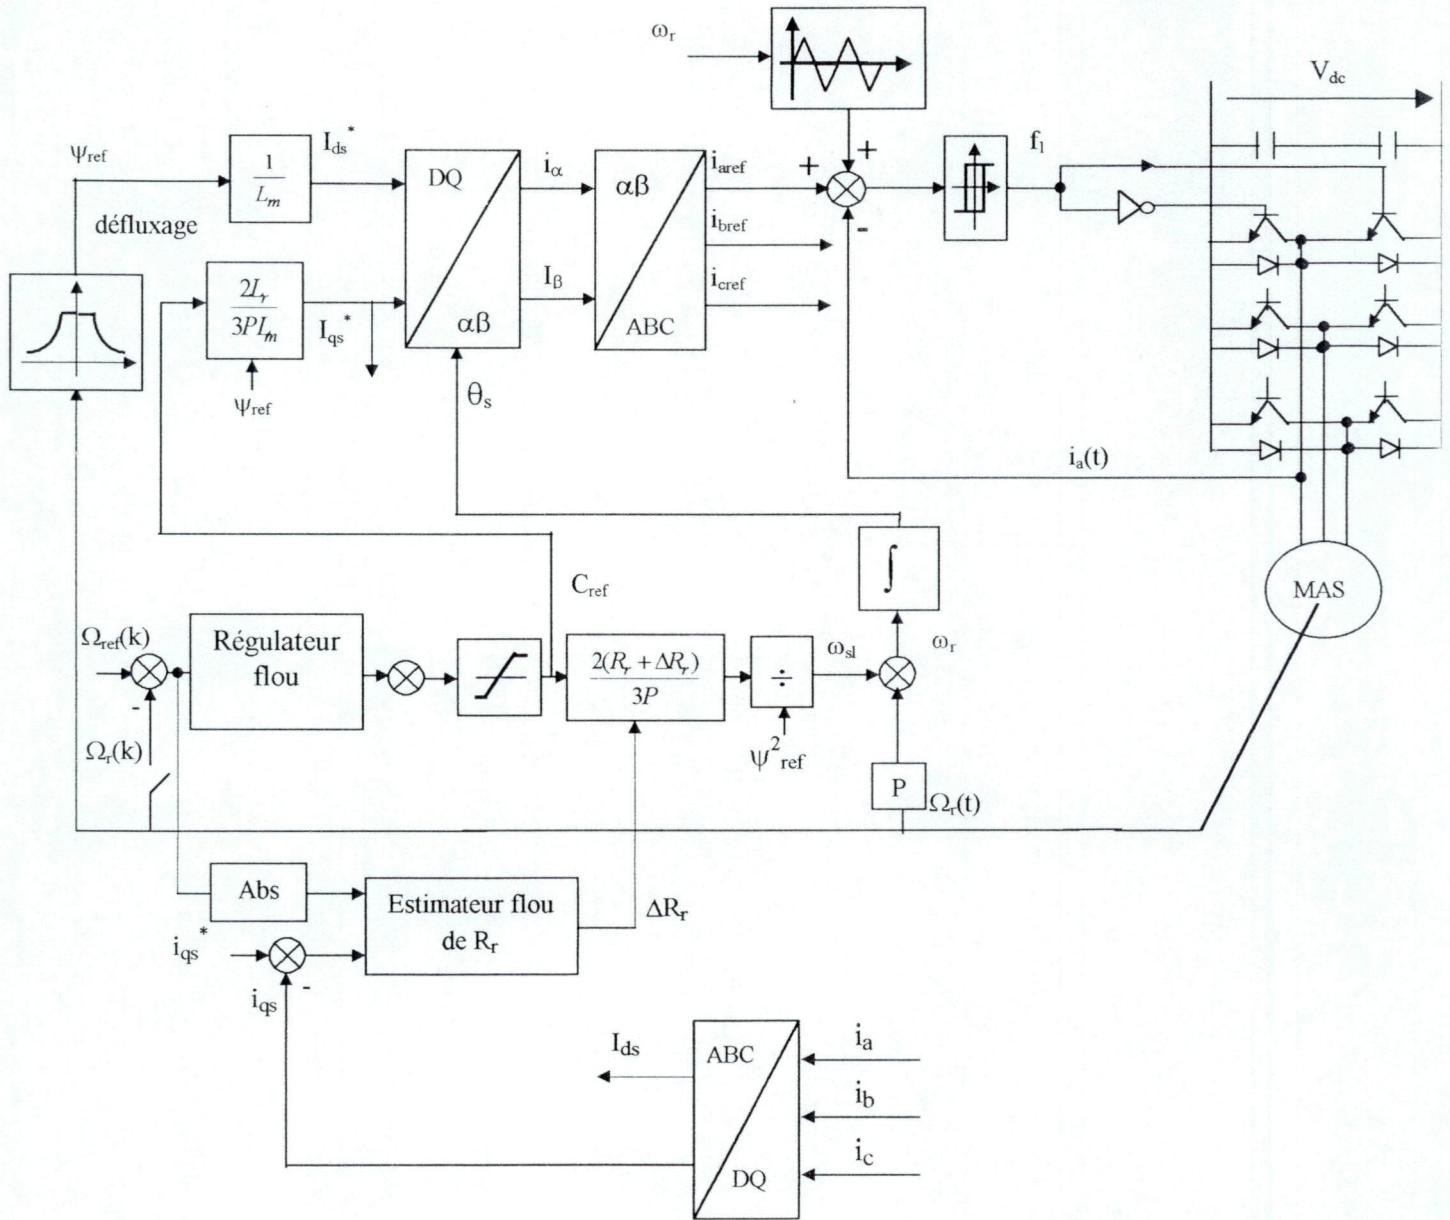 ωr
Vdc
ψref
1
Lm
Ids*
DQ
αβ
iα
Iβ
αβ
ABC
iaref
ibref
icref
+
+
-
f1
défluxage
2Lr
3PLm
Iqs*
ψref
θs
ia(t)
MAS
∫
Cref
Ωref(k)
-
Régulateur
flou
2(Rr + ΔRr)
3P
÷
ωsl
ωr
ψ²ref
Ωr(k)
P
Ωr(t)
Abs
Estimateur flou
de Rr
ΔRr
iqs*
-
iqs
Ids
ABC
DQ
ia
ib
ic